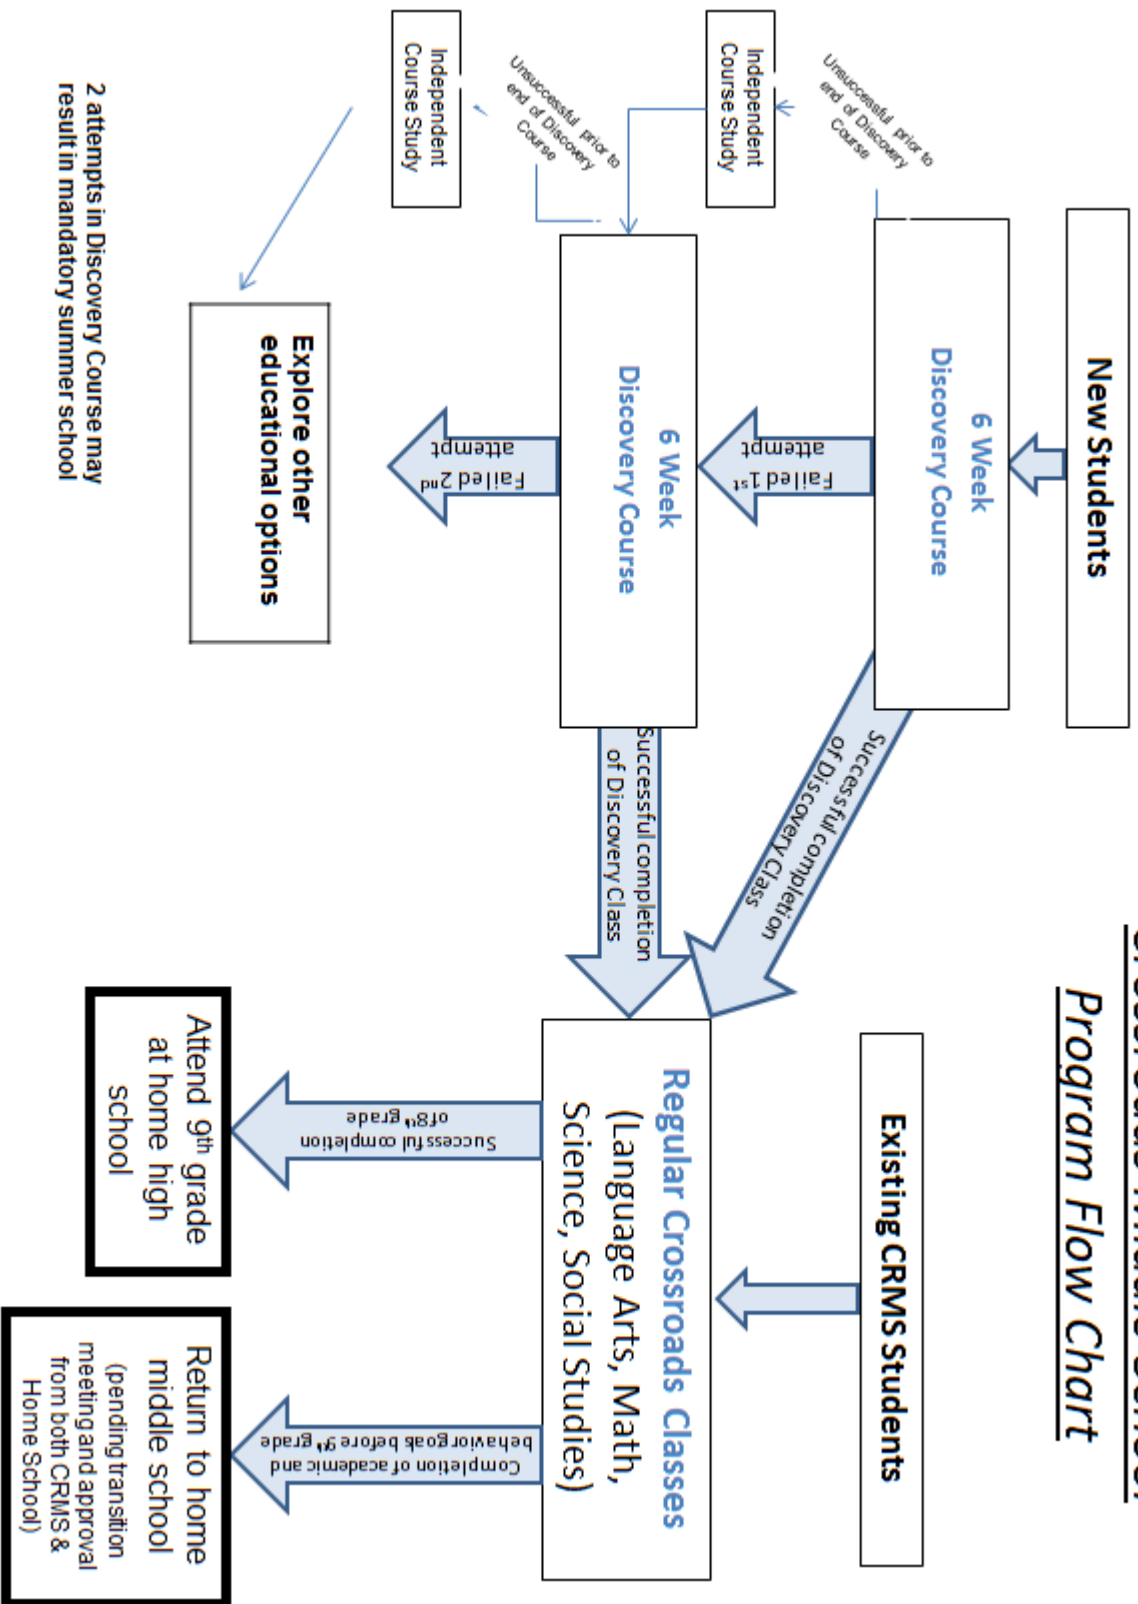 Program Flow Chart
New Students
6 Week
Discovery Course
Unsuccessful prior to
end of Discovery
Course
Independent
Course Study
Failed 1st
attempt
Successful completion
of Discovery Class
6 Week
Discovery Course
Unsuccessful prior to
end of Discovery
Course
Independent
Course Study
Failed 2nd
attempt
Successful completion
of Discovery Class
Explore other
educational options
2 attempts in Discovery Course may
result in mandatory summer school
Existing CRMS Students
Regular Crossroads Classes
(Language Arts, Math,
Science, Social Studies)
Successful completion
of 8th grade
Completion of academic and
behavior goals before 9th grade
Attend 9th grade
at home high
school
Return to home
middle school
(pending transition
meeting and approval
from both CRMS &
Home School)